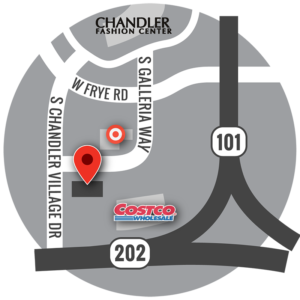 CHANDLER
FASHION CENTER
W FRYE RD
S GALLERIA WAY
S CHANDLER VILLAGE DR
101
COSTCO
WHOLESALE
202